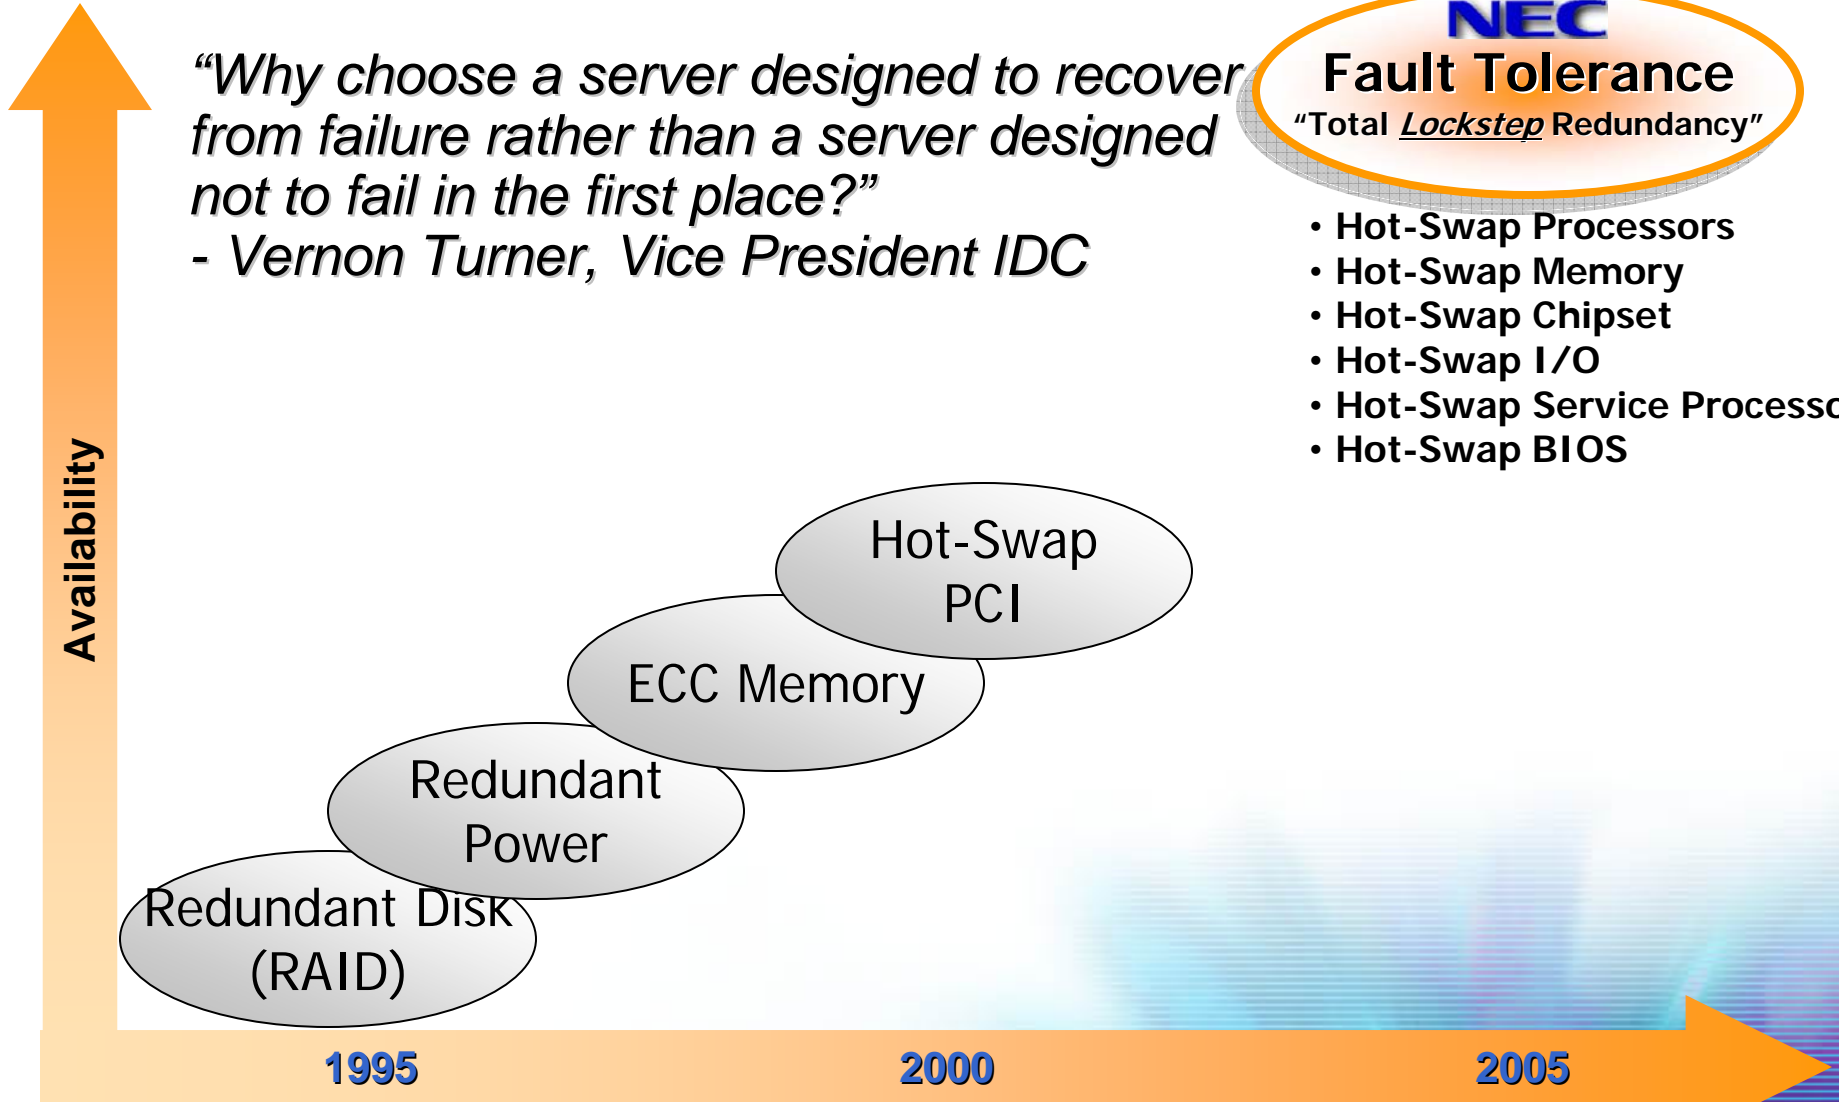 “Why choose a server designed to recover
from failure rather than a server designed
not to fail in the first place?”
- Vernon Turner, Vice President IDC
NEC
Fault Tolerance
“Total Lockstep Redundancy”
• Hot-Swap Processors
• Hot-Swap Memory
• Hot-Swap Chipset
• Hot-Swap I/O
• Hot-Swap Service
• Hot-Swap BIOS
Availability
Hot-Swap
PCI
ECC Memory
Redundant
Power
Redundant Disk
(RAID)
1995
2000
2005